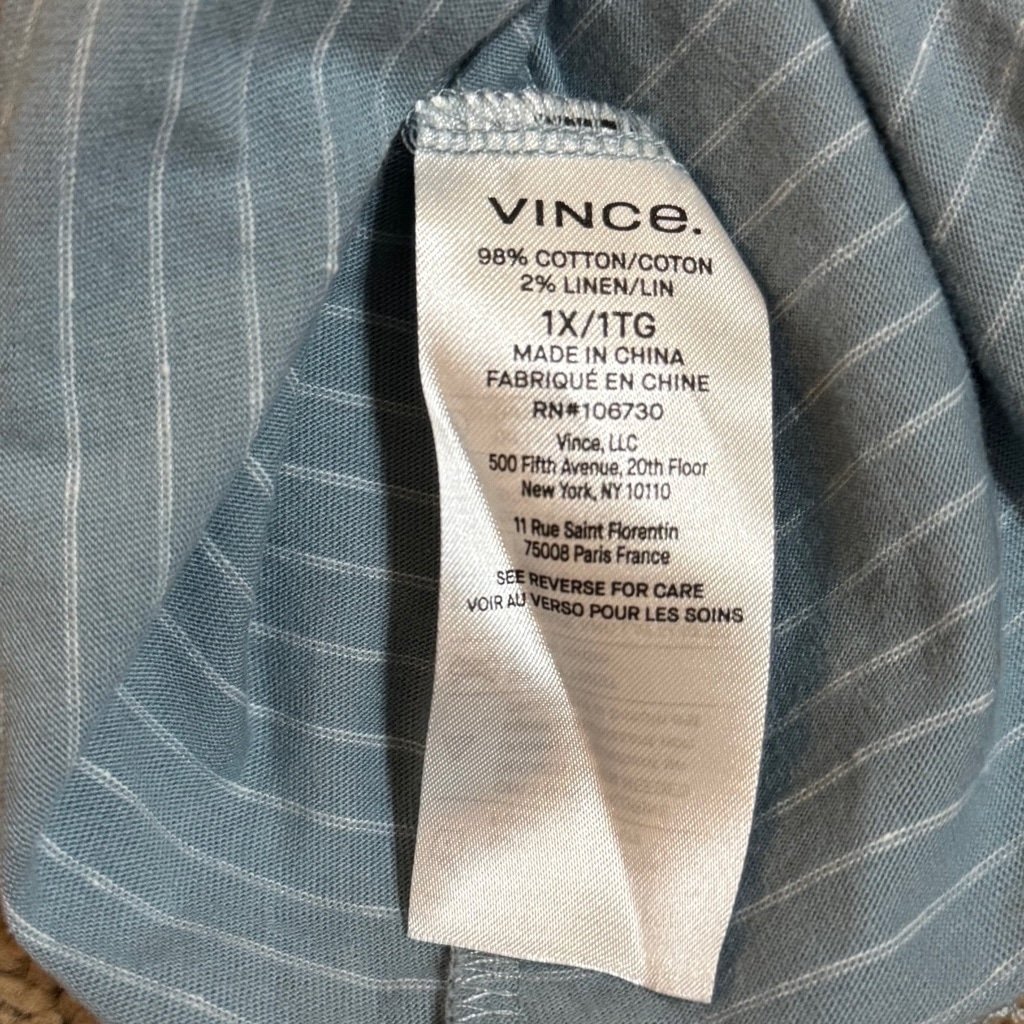 VINCe.
98% COTTON/COTON
2% LINEN/LIN
1X/1TG
MADE IN CHINA
FABRIQUÉ EN CHINE
RN#106730
Vince, LLC
500 Fifth Avenue, 20th Floor
New York, NY 10110
11 Rue Saint Florentin
75008 Paris France
SEE REVERSE FOR CARE
VOIR AU VERSO POUR LES SOINS